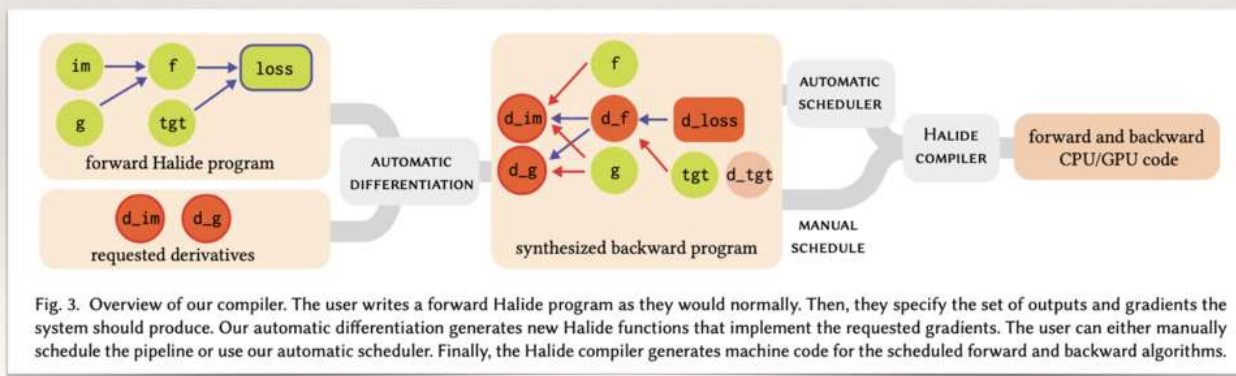 im
f
loss
g
tgt
forward Halide program
d_im
d_g
requested derivatives
AUTOMATIC
DIFFERENTIATION
f
d_im
d_f
d_loss
d_g
g
tgt
d_tgt
synthesized backward program
AUTOMATIC
SCHEDULER
MANUAL
SCHEDULE
HALIDE
COMPILER
forward and backward
CPU/GPU code
Fig. 3. Overview of our compiler. The user writes a forward Halide program as they would normally. Then, they specify the set of outputs and gradients the
system should produce. Our automatic differentiation generates new Halide functions that implement the requested gradients. The user can either manually
schedule the pipeline or use our automatic scheduler. Finally, the Halide compiler generates machine code for the scheduled forward and backward algorithms.